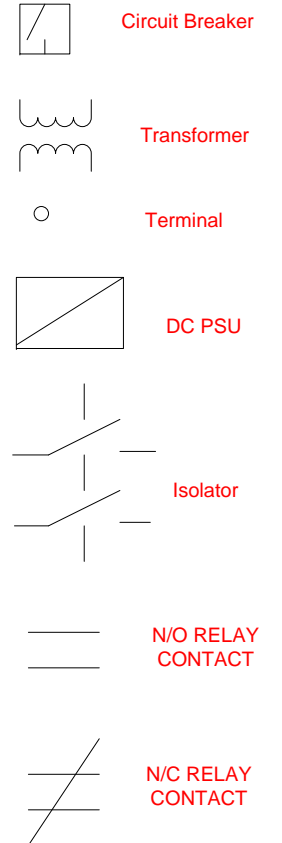 Circuit Breaker
Transformer
Terminal
DC PSU
Isolator
N/O RELAY
CONTACT
N/C RELAY
CONTACT